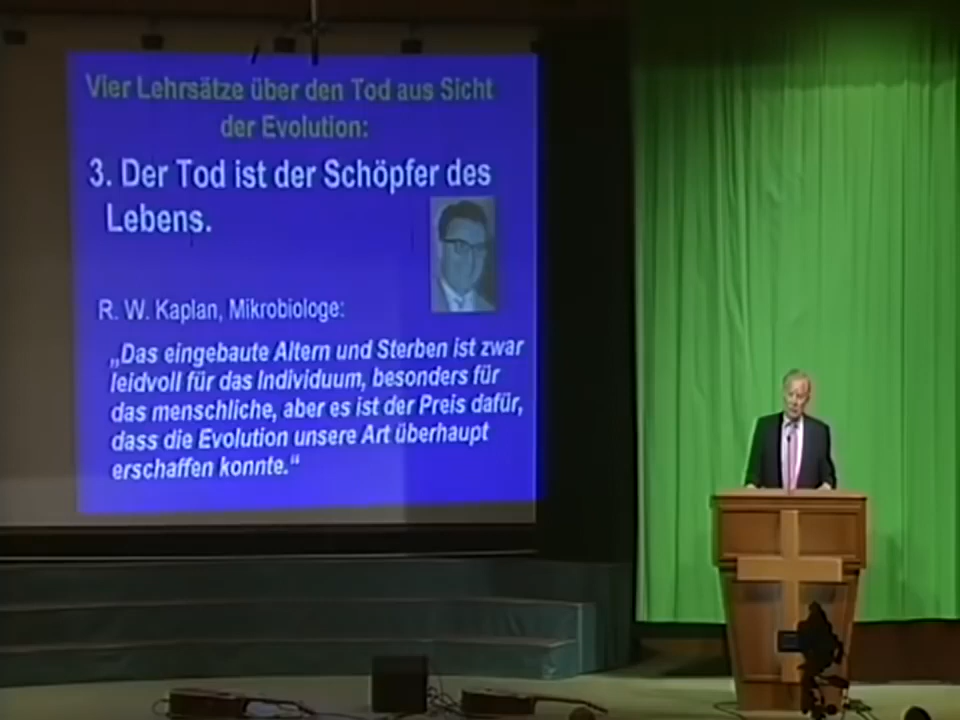 Vier Lehrsätze über den Tod aus Sicht
der Evolution:
3. Der Tod ist der Schöpfer des
Lebens.
R. W. Kaplan, Mikrobiologe:
„Das eingebaute Altern und Sterben ist zwar
leidvoll für das Individuum, besonders für
das menschliche, aber es ist der Preis dafür,
dass die Evolution unsere Art überhaupt
erschaffen konnte.“